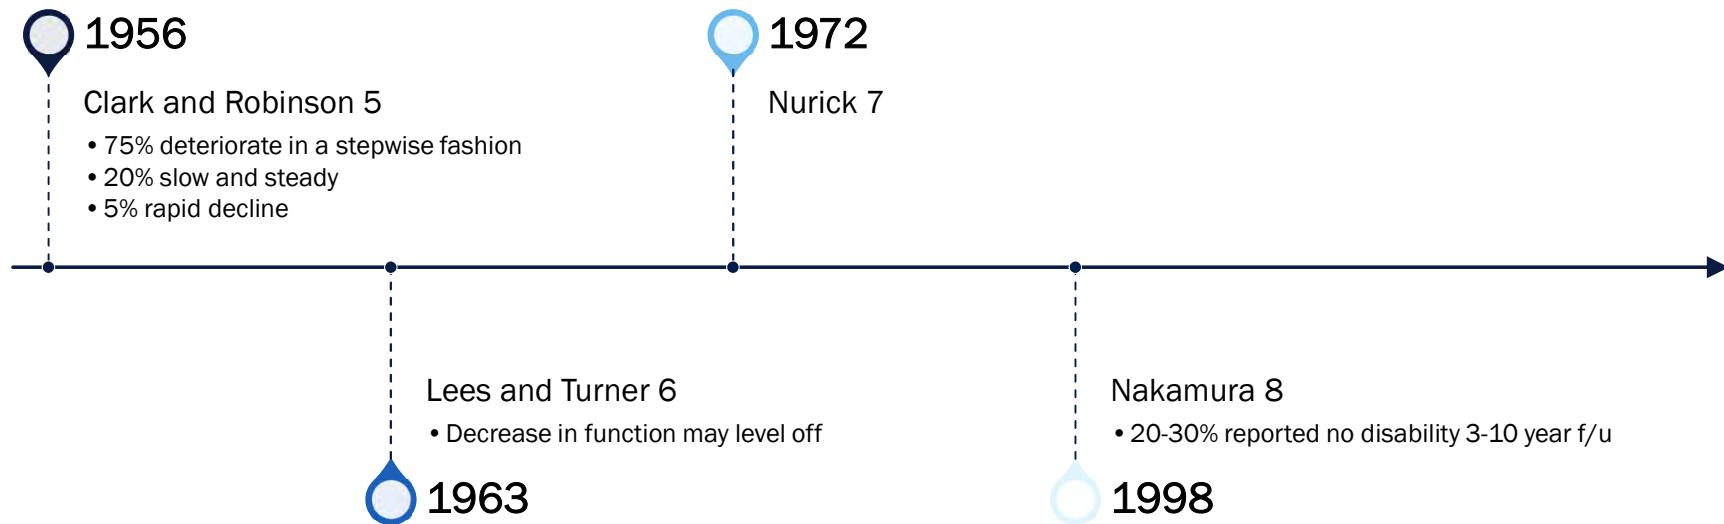 1956
Clark and Robinson 5
• 75% deteriorate in a stepwise fashion
• 20% slow and steady
• 5% rapid decline
1972
Nurick 7
Lees and Turner 6
• Decrease in function may level off
1963
Nakamura 8
• 20-30% reported no disability 3-10 year f/u
1998